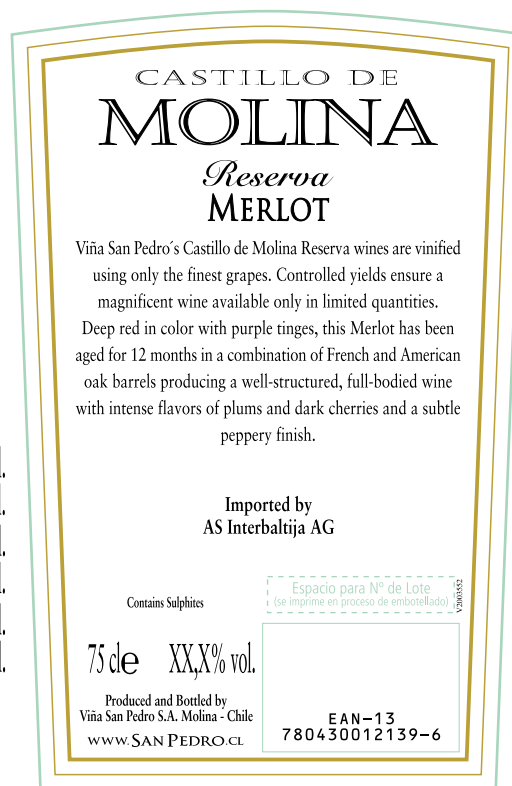 CASTILLO DE
MOLINA
Reserva
MERLOT
Viña San Pedro´s Castillo de Molina Reserva wines are vinified
using only the finest grapes. Controlled yields ensure a
magnificent wine available only in limited quantities.
Deep red in color with purple tinges, this Merlot has been
aged for 12 months in a combination of French and American
oak barrels producing a well-structured, full-bodied wine
with intense flavors of plums and dark cherries and a subtle
peppery finish.
Imported by
AS Interbaltija AG
Espacio para Nº de Lote
(se imprime en proceso de embotellado)
V2003552
Contains Sulphites
75 cl℮ XX,X% vol.
Produced and Bottled by
Viña San Pedro S.A. Molina - Chile
WWW.SAN PEDRO.CL
EAN-13
780430012139-6